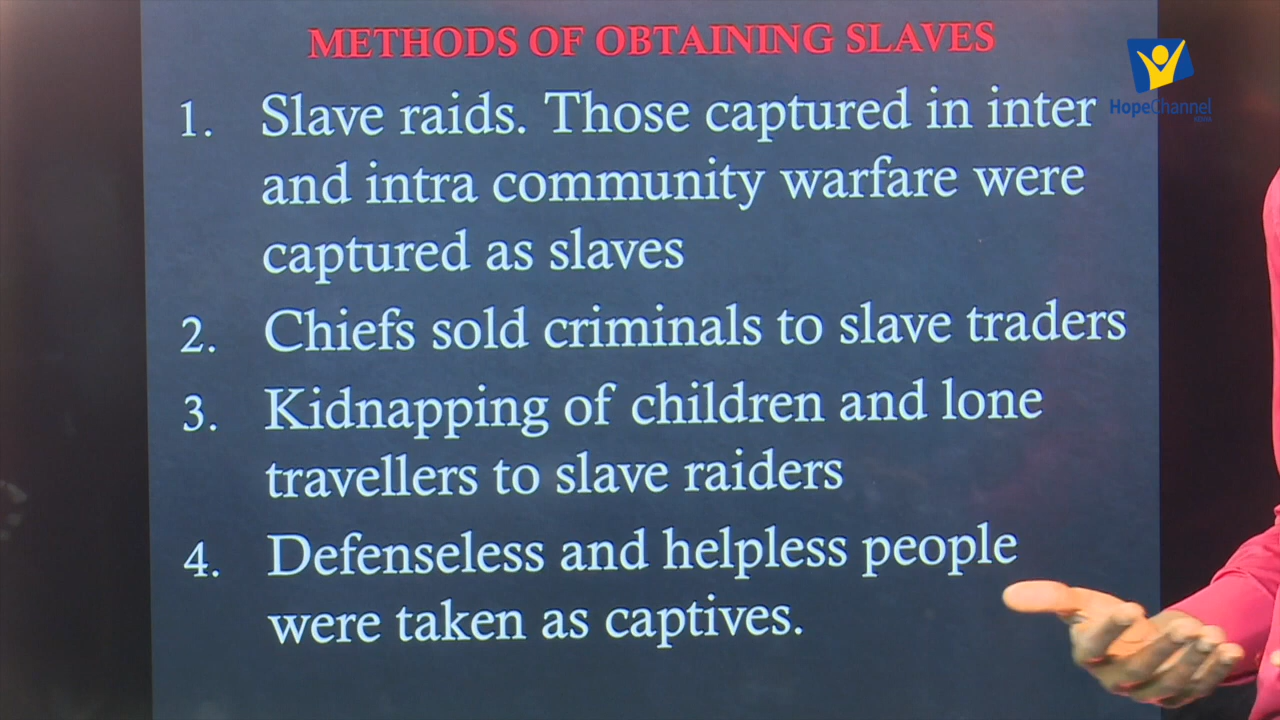 METHODS OF OBTAINING SLAVES
1. Slave raids. Those captured in inter
and intra community warfare were
captured as slaves
2. Chiefs sold criminals to slave traders
3. Kidnapping of children and lone
travellers to slave raiders
4. Defenseless and helpless people
were taken as captives.
HopeChannel